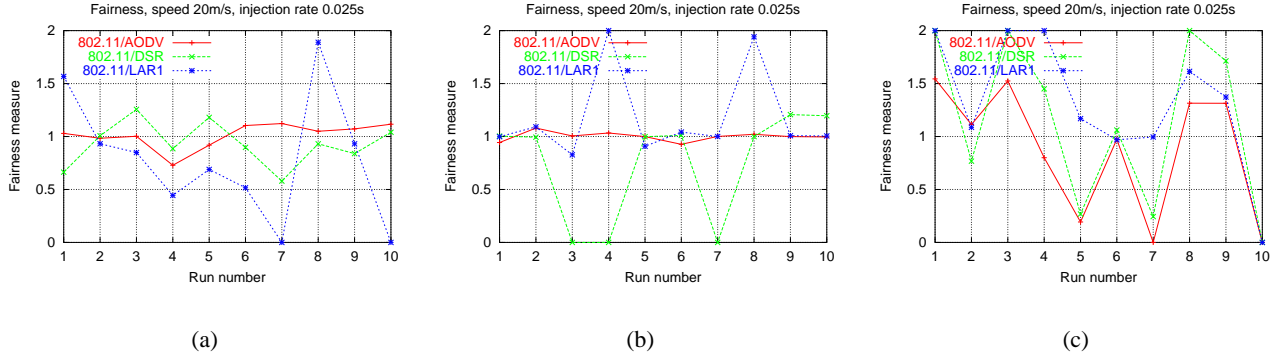 Fairness, speed 20m/s, injection rate 0.025s
2
1.5
1
0.5
0
Fairness measure
802.11/AODV
802.11/DSR
802.11/LAR1
1 2 3 4 5 6 7 8 9 10
Run number
(a)
Fairness, speed 20m/s, injection rate 0.025s
2
1.5
1
0.5
0
Fairness measure
802.11/AODV
802.11/DSR
802.11/LAR1
1 2 3 4 5 6 7 8 9 10
Run number
(b)
Fairness, speed 20m/s, injection rate 0.025s
2
1.5
1
0.5
0
Fairness measure
802.11/AODV
802.11/DSR
802.11/LAR1
1 2 3 4 5 6 7 8 9 10
Run number
(c)